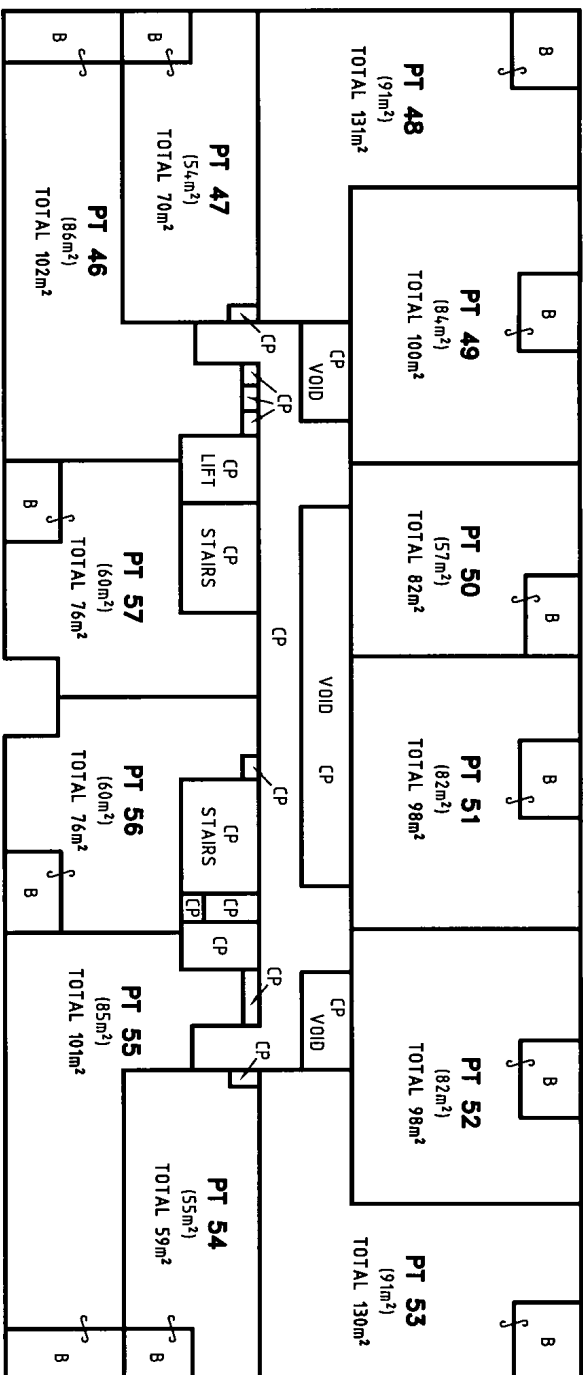 B
PT 48
(91m²)
TOTAL 131m²
B
PT 49
(84m²)
TOTAL 100m²
B
PT 50
(57m²)
TOTAL 82m²
B
PT 51
(82m²)
TOTAL 98m²
B
PT 52
(82m²)
TOTAL 98m²
B
PT 53
(91m²)
TOTAL 130m²
CP
VOID
VOID
CP
CP
VOID
CP
CP
CP
CP
CP
CP
CP
LIFT
CP
STAIRS
CP
STAIRS
CP
CP
CP
B
PT 47
(54m²)
TOTAL 70m²
B
PT 46
(86m²)
TOTAL 102m²
B
PT 57
(60m²)
TOTAL 76m²
B
PT 56
(60m²)
TOTAL 76m²
PT 55
(85m²)
TOTAL 101m²
PT 54
(55m²)
TOTAL 59m²
B
B